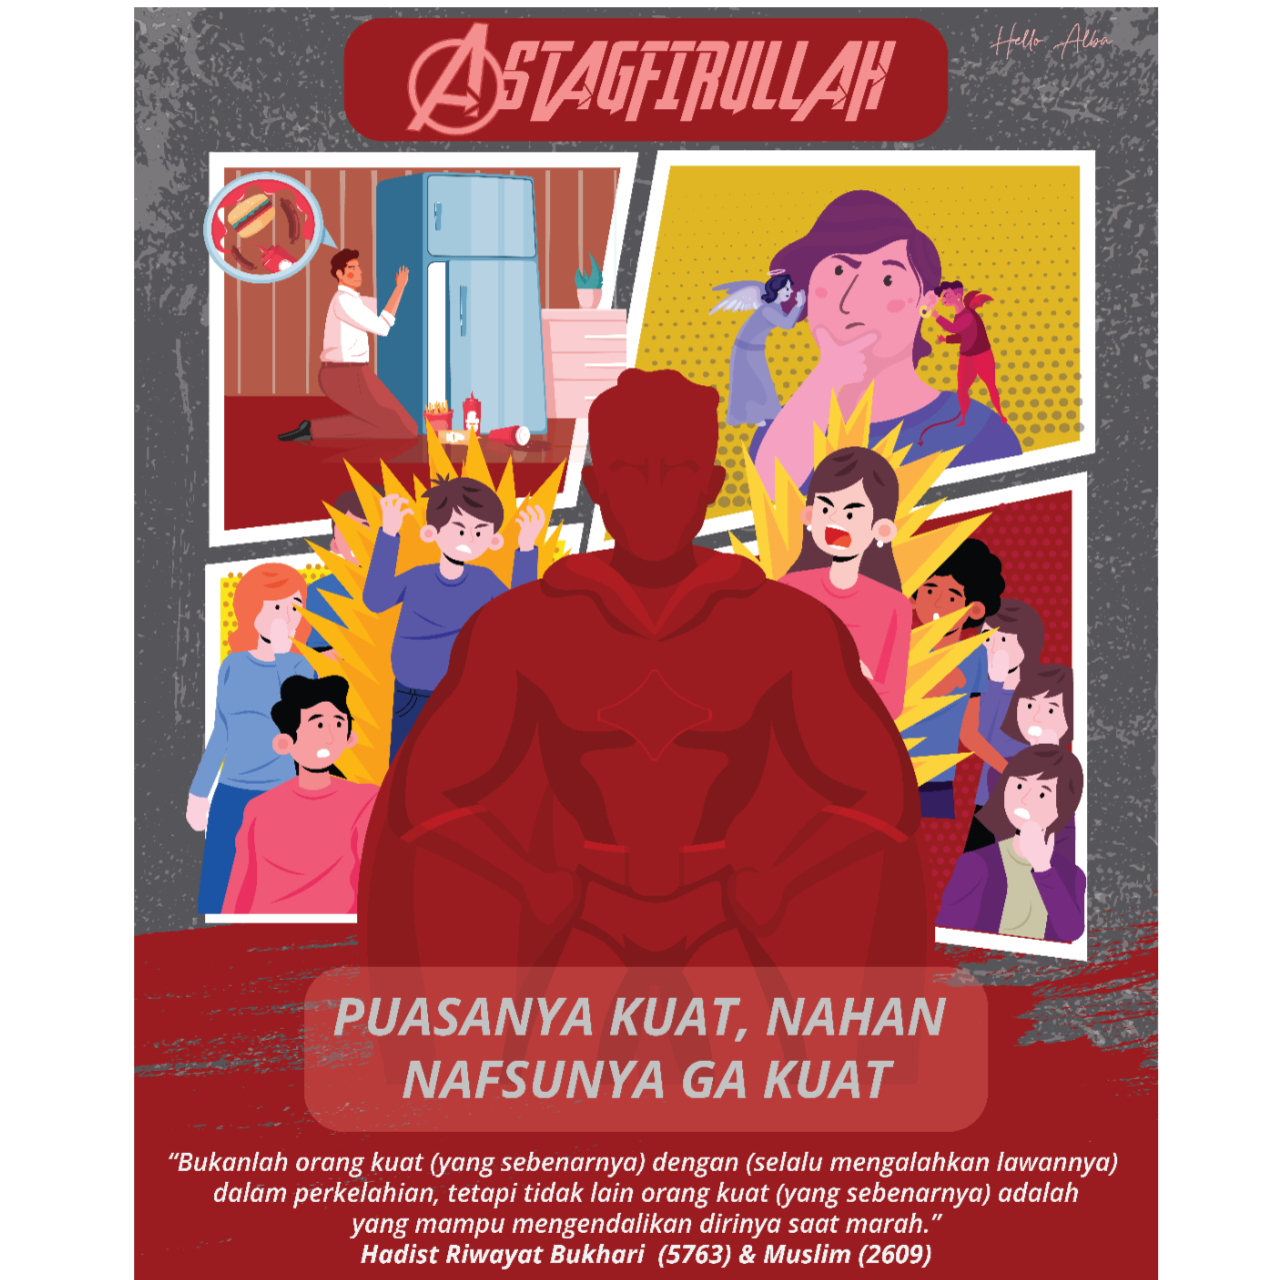 ASTAGFIRULLAH
Hello Alba
PUASANYA KUAT, NAHAN
NAFSUNYA GA KUAT
“Bukanlah orang kuat (yang sebenarnya) dengan (selalu mengalahkan lawannya)
dalam perkelahian, tetapi tidak lain orang kuat (yang sebenarnya) adalah
yang mampu mengendalikan dirinya saat marah.”
Hadist Riwayat Bukhari (5763) & Muslim (2609)